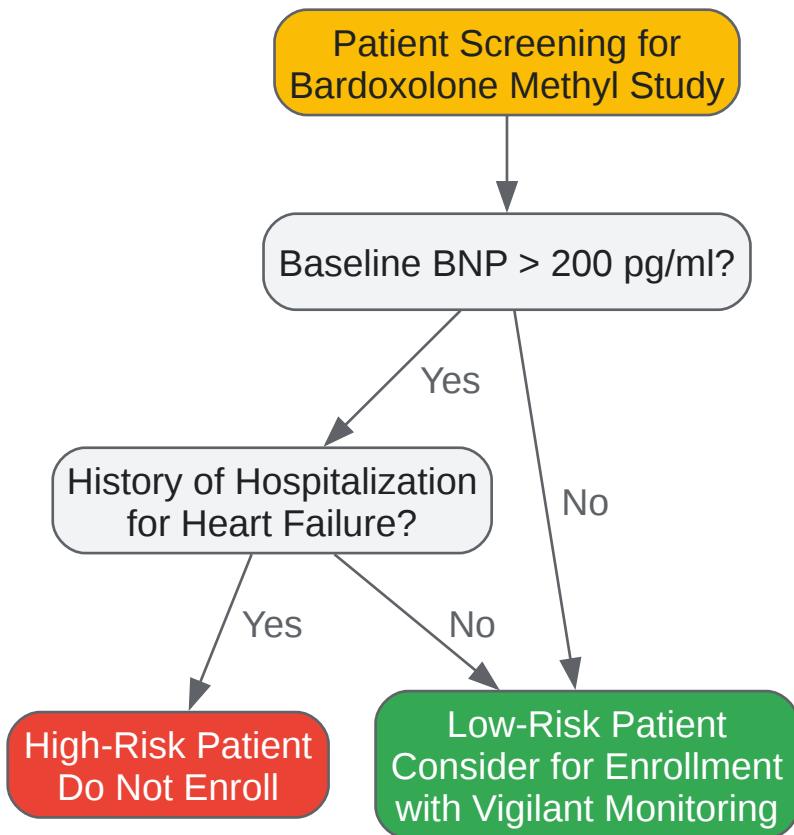 Patient Screening for
Bardoxolone Methyl Study
Baseline BNP > 200 pg/ml?
Yes
No
History of Hospitalization
for Heart Failure?
Yes
No
High-Risk Patient
Do Not Enroll
Low-Risk Patient
Consider for Enrollment
with Vigilant Monitoring